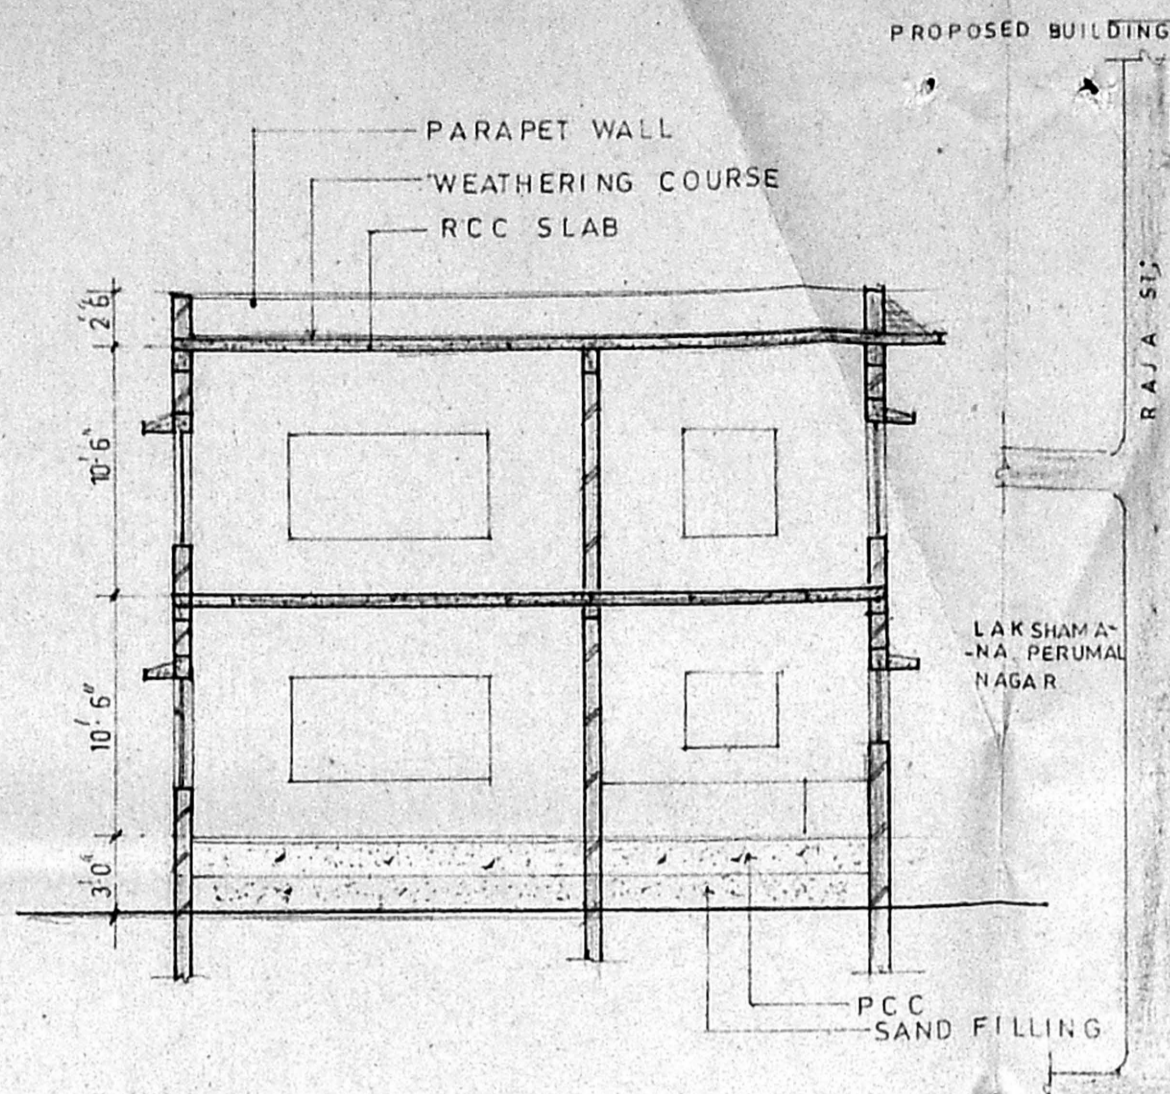 PROPOSED BUILDING
PARAPET WALL
WEATHERING COURSE
RCC SLAB
2'6"
10'6"
10'6"
3'0"
RAJA ST;
LAKSHAMA-
-NA PERUMAL
NAGAR
PCC
SAND FILLING